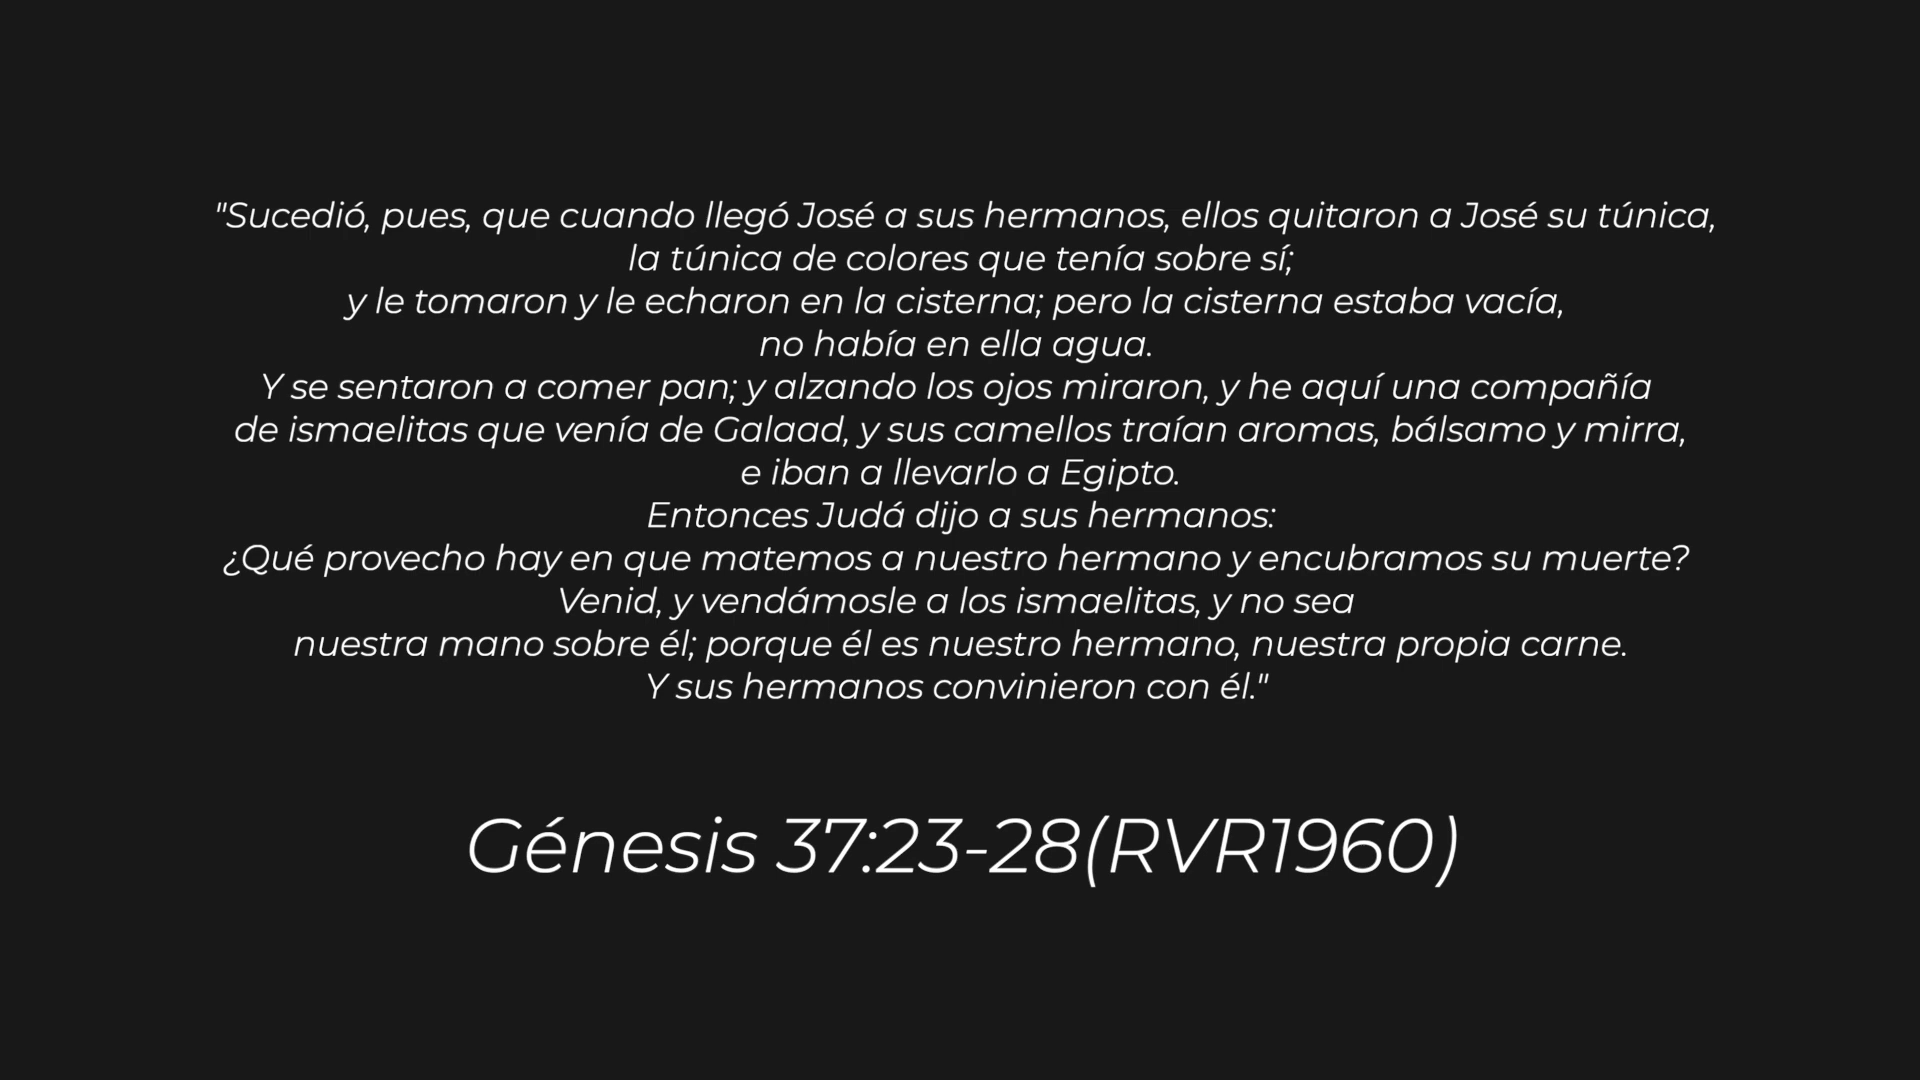 "Sucedió, pues, que cuando llegó José a sus hermanos, ellos quitaron a José su túnica,
la túnica de colores que tenía sobre sí;
y le tomaron y le echaron en la cisterna; pero la cisterna estaba vacía,
no había en ella agua.
Y se sentaron a comer pan; y alzando los ojos miraron, y he aquí una compañía
de ismaelitas que venía de Galaad, y sus camellos traían aromas, bálsamo y mirra,
e iban a llevarlo a Egipto.
Entonces Judá dijo a sus hermanos:
¿Qué provecho hay en que matemos a nuestro hermano y encubramos su muerte?
Venid, y vendámosle a los ismaelitas, y no sea
nuestra mano sobre él; porque él es nuestro hermano, nuestra propia carne.
Y sus hermanos convinieron con él."
Génesis 37:23-28(RVR1960)